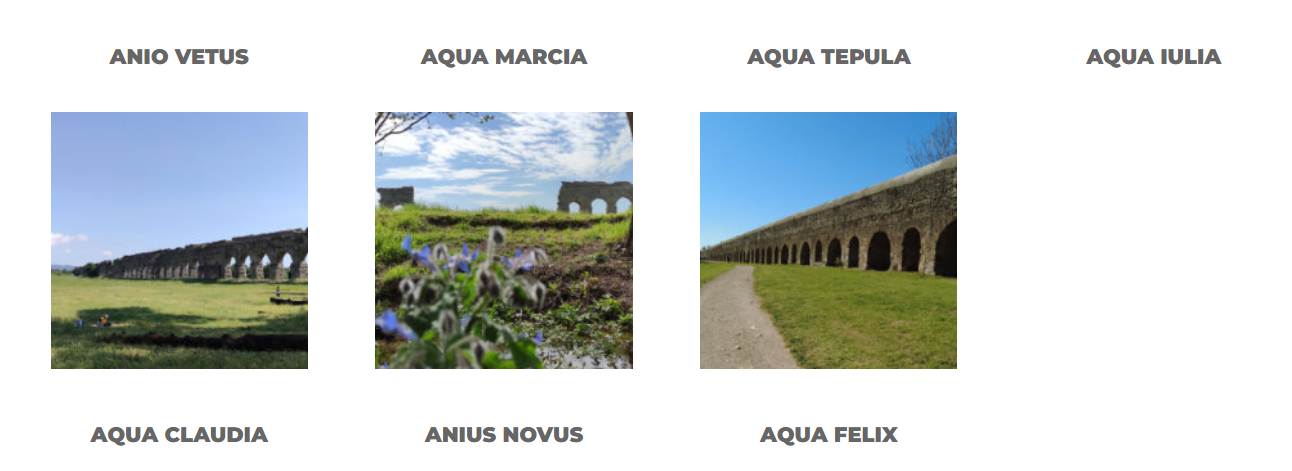 ANIO VETUS
AQUA MARCIA
AQUA TEPULA
AQUA IULIA
AQUA CLAUDIA
ANIUS NOVUS
AQUA FELIX